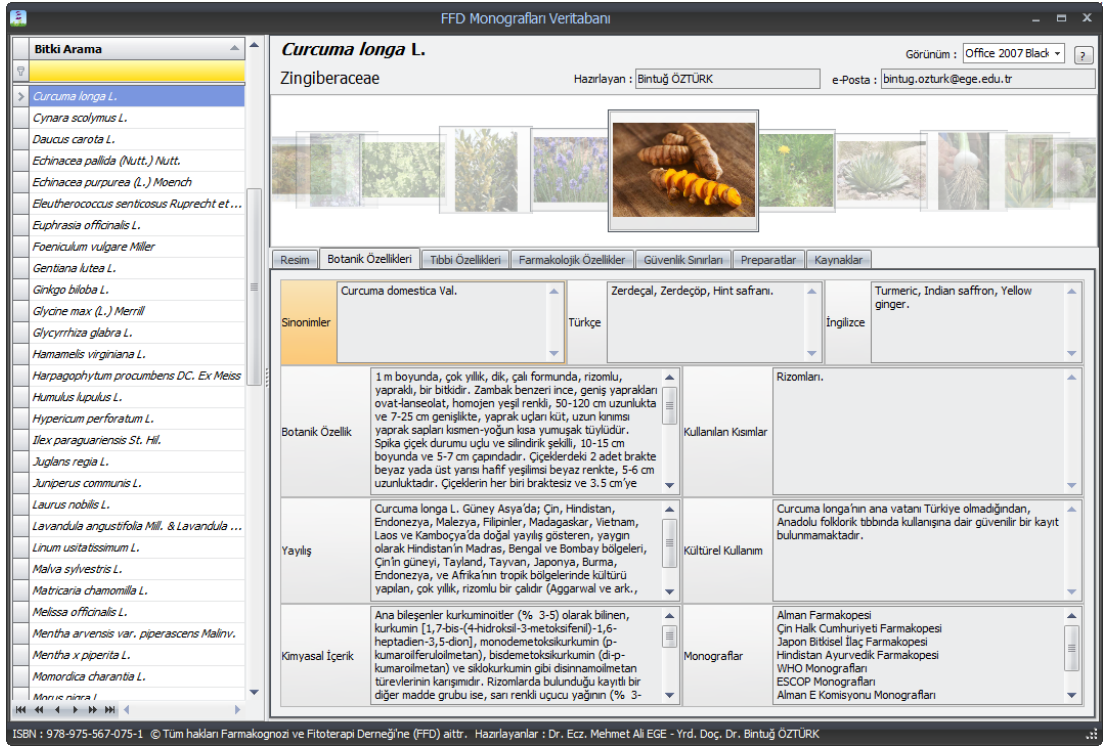 FFD Monografları Veritabanı
Bitki Arama
Curcuma longa L.
Cynara scolymus L.
Daucus carota L.
Echinacea pallida (Nutt.) Nutt.
Echinacea purpurea (L.) Moench
Eleutherococcus senticosus Ruprecht et...
Euphrasia officinalis L.
Foeniculum vulgare Miller
Gentiana lutea L.
Ginkgo biloba L.
Glycine max (L.) Merrill
Glycyrrhiza glabra L.
Hamamelis virginiana L.
Harpagophytum procumbens DC. Ex Meiss
Humulus lupulus L.
Hypericum perforatum L.
Ilex paraguariensis St. Hil.
Juglans regia L.
Juniperus communis L.
Laurus nobilis L.
Lavandula angustifolia Mill. & Lavandula ...
Linum usitatissimum L.
Malva sylvestris L.
Matricaria chamomilla L.
Melissa officinalis L.
Mentha arvensis var. piperascens Malinv.
Mentha x piperita L.
Momordica charantia L.
Morus nigra L.
Curcuma longa L.
Görünüm : Office 2007 Black ?
Zingiberaceae
Hazırlayan : Bintuğ ÖZTÜRK
e-Posta : bintug.ozturk@ege.edu.tr
Resim Botanik Özellikleri Tıbbi Özellikleri Farmakolojik Özellikler Güvenlik Sınırları Preparatlar Kaynaklar
Sinonimler
Curcuma domestica Val.
Türkçe
Zerdeçal, Zerdeçöp, Hint safranı.
İngilizce
Turmeric, Indian saffron, Yellow
ginger.
Botanik Özellik
1 m boyunda, çok yıllık, dik, çalı formunda, rizomlu,
yapraklı, bir bitkidir. Zambak benzeri ince, geniş yaprakları
ovat-lanseolat, homojen yeşil renkli, 50-120 cm uzunlukta
ve 7-25 cm genişlikte, yaprak uçları küt, uzun kınımsı
yaprak sapları kısmen-yoğun kısa yumuşak tüylüdür.
Spika çiçek durumu uçlu ve silindirik şekilli, 10-15 cm
boyunda ve 5-7 cm çapındadır. Çiçeklerdeki 2 adet brakte
beyaz yada üst yarısı hafif yeşilimsi beyaz renkte, 5-6 cm
uzunluktadır. Çiçeklerin her biri braktesiz ve 3.5 cm'ye
Kullanılan Kısımlar
Rizomları.
Yayılış
Curcuma longa L. Güney Asya'da; Çin, Hindistan,
Endonezya, Malezya, Filipinler, Madagaskar, Vietnam,
Laos ve Kamboçya'da doğal yayılış gösteren, yaygın
olarak Hindistan'ın Madras, Bengal ve Bombay bölgeleri,
Çin'in güneyi, Tayland, Tayvan, Japonya, Burma,
Endonezya, ve Afrika'nın tropik bölgelerinde kültürü
yapılan, çok yıllık, rizomlu bir çalıdır (Aggarwal ve ark.,
Kültürel Kullanım
Curcuma longa'nın ana vatanı Türkiye olmadığından,
Anadolu folklorik tıbbında kullanışına dair güvenilir bir kayıt
bulunmamaktadır.
Kimyasal İçerik
Ana bileşenler kurkuminoitler (% 3-5) olarak bilinen,
kurkumin [1,7-bis-(4-hidroksil-3-metoksifenil)-1,6-
heptadien-3,5-dion], monodemetoksikurkumin (p-
kumaroilferuloilmetan), bisdemetoksikurkumin (di-p-
kumaroilmetan) ve siklokurkumin gibi disinnamoilmetan
türevlerinin karışımıdır. Rizomlarda bulunduğu kayıtlı bir
diğer madde grubu ise, sarı renkli uçucu yağının (% 3-
Monograflar
Alman Farmakopesi
Çin Halk Cumhuriyeti Farmakopesi
Japon Bitkisel İlaç Farmakopesi
Hindistan Ayurvedik Farmakopesi
WHO Monografları
ESCOP Monografları
Alman E Komisyonu Monografları
ISBN : 978-975-567-075-1 © Tüm hakları Farmakognozi ve Fitoterapi Derneği'ne (FFD) aittr. Hazırlayanlar : Dr. Ecz. Mehmet Ali EGE - Yrd. Doç. Dr. Bintuğ ÖZTÜRK